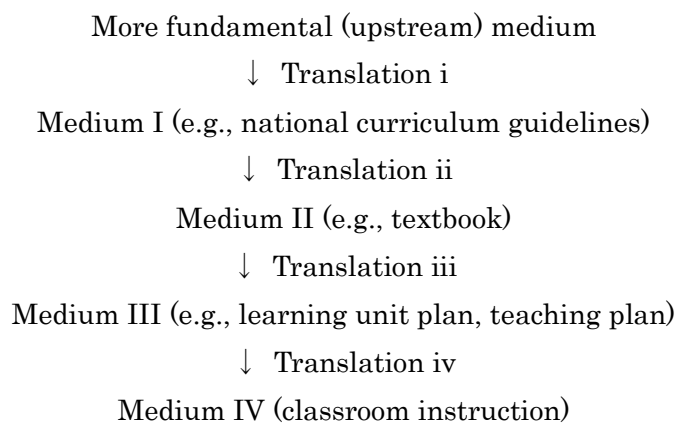 More fundamental (upstream) medium
↓ Translation i
Medium I (e.g., national curriculum guidelines)
↓ Translation ii
Medium II (e.g., textbook)
↓ Translation iii
Medium III (e.g., learning unit plan, teaching plan)
↓ Translation iv
Medium IV (classroom instruction)